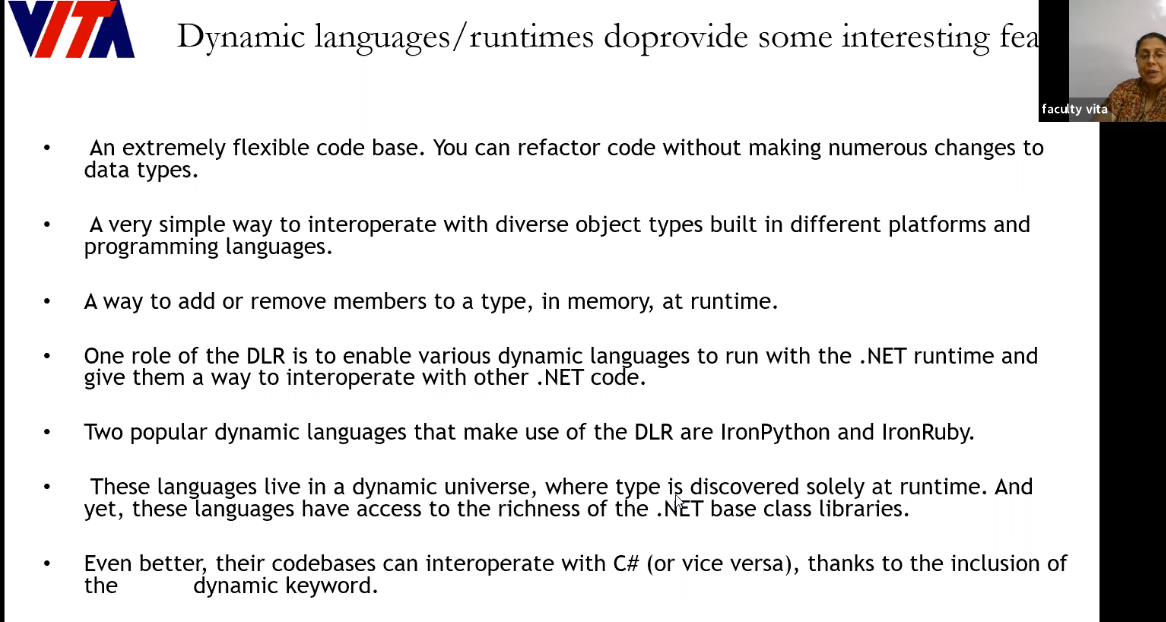 VITA
Dynamic languages/runtimes doprovide some interesting fea
faculty vita
• An extremely flexible code base. You can refactor code without making numerous changes to
data types.
• A very simple way to interoperate with diverse object types built in different platforms and
programming languages.
• A way to add or remove members to a type, in memory, at runtime.
• One role of the DLR is to enable various dynamic languages to run with the .NET runtime and
give them a way to interoperate with other .NET code.
• Two popular dynamic languages that make use of the DLR are IronPython and IronRuby.
• These languages live in a dynamic universe, where type is discovered solely at runtime. And
yet, these languages have access to the richness of the .NET base class libraries.
• Even better, their codebases can interoperate with C# (or vice versa), thanks to the inclusion of
the dynamic keyword.